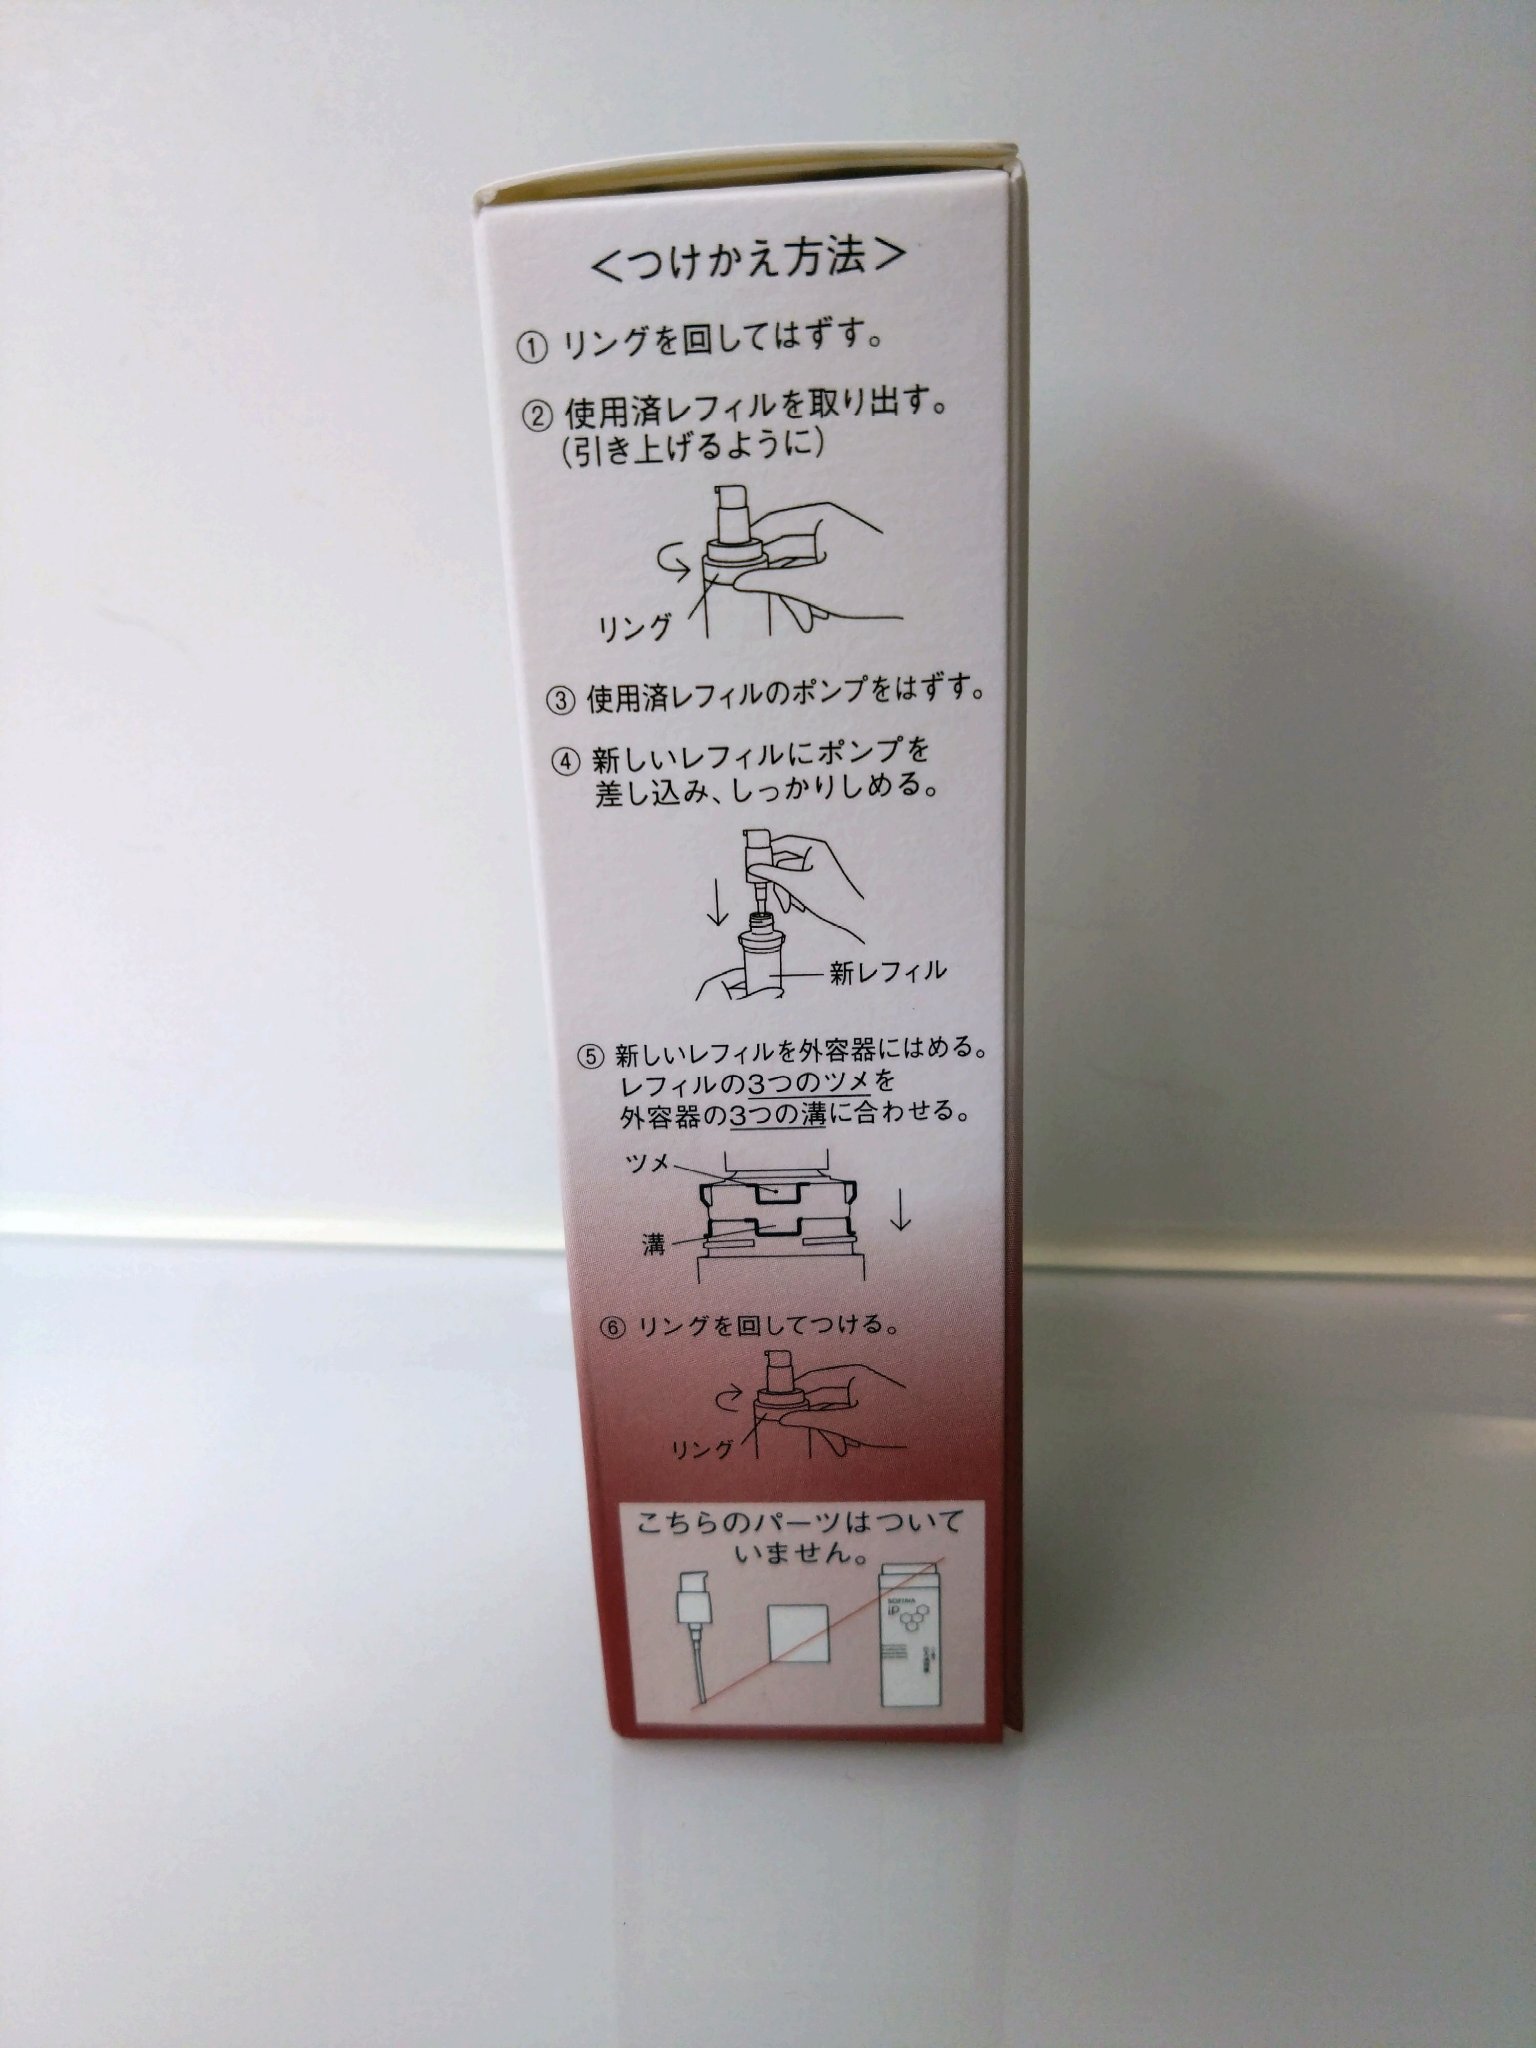 ＜つけかえ方法＞
① リングを回してはずす。
② 使用済レフィルを取り出す。
（引き上げるように）
リング
③ 使用済レフィルのポンプをはずす。
④ 新しいレフィルにポンプを
差し込み、しっかりしめる。
新レフィル
⑤ 新しいレフィルを外容器にはめる。
レフィルの3つのツメを
外容器の3つの溝に合わせる。
ツメ
溝
⑥ リングを回してつける。
リング
こちらのパーツはついて
いません。
SOFINA
iP